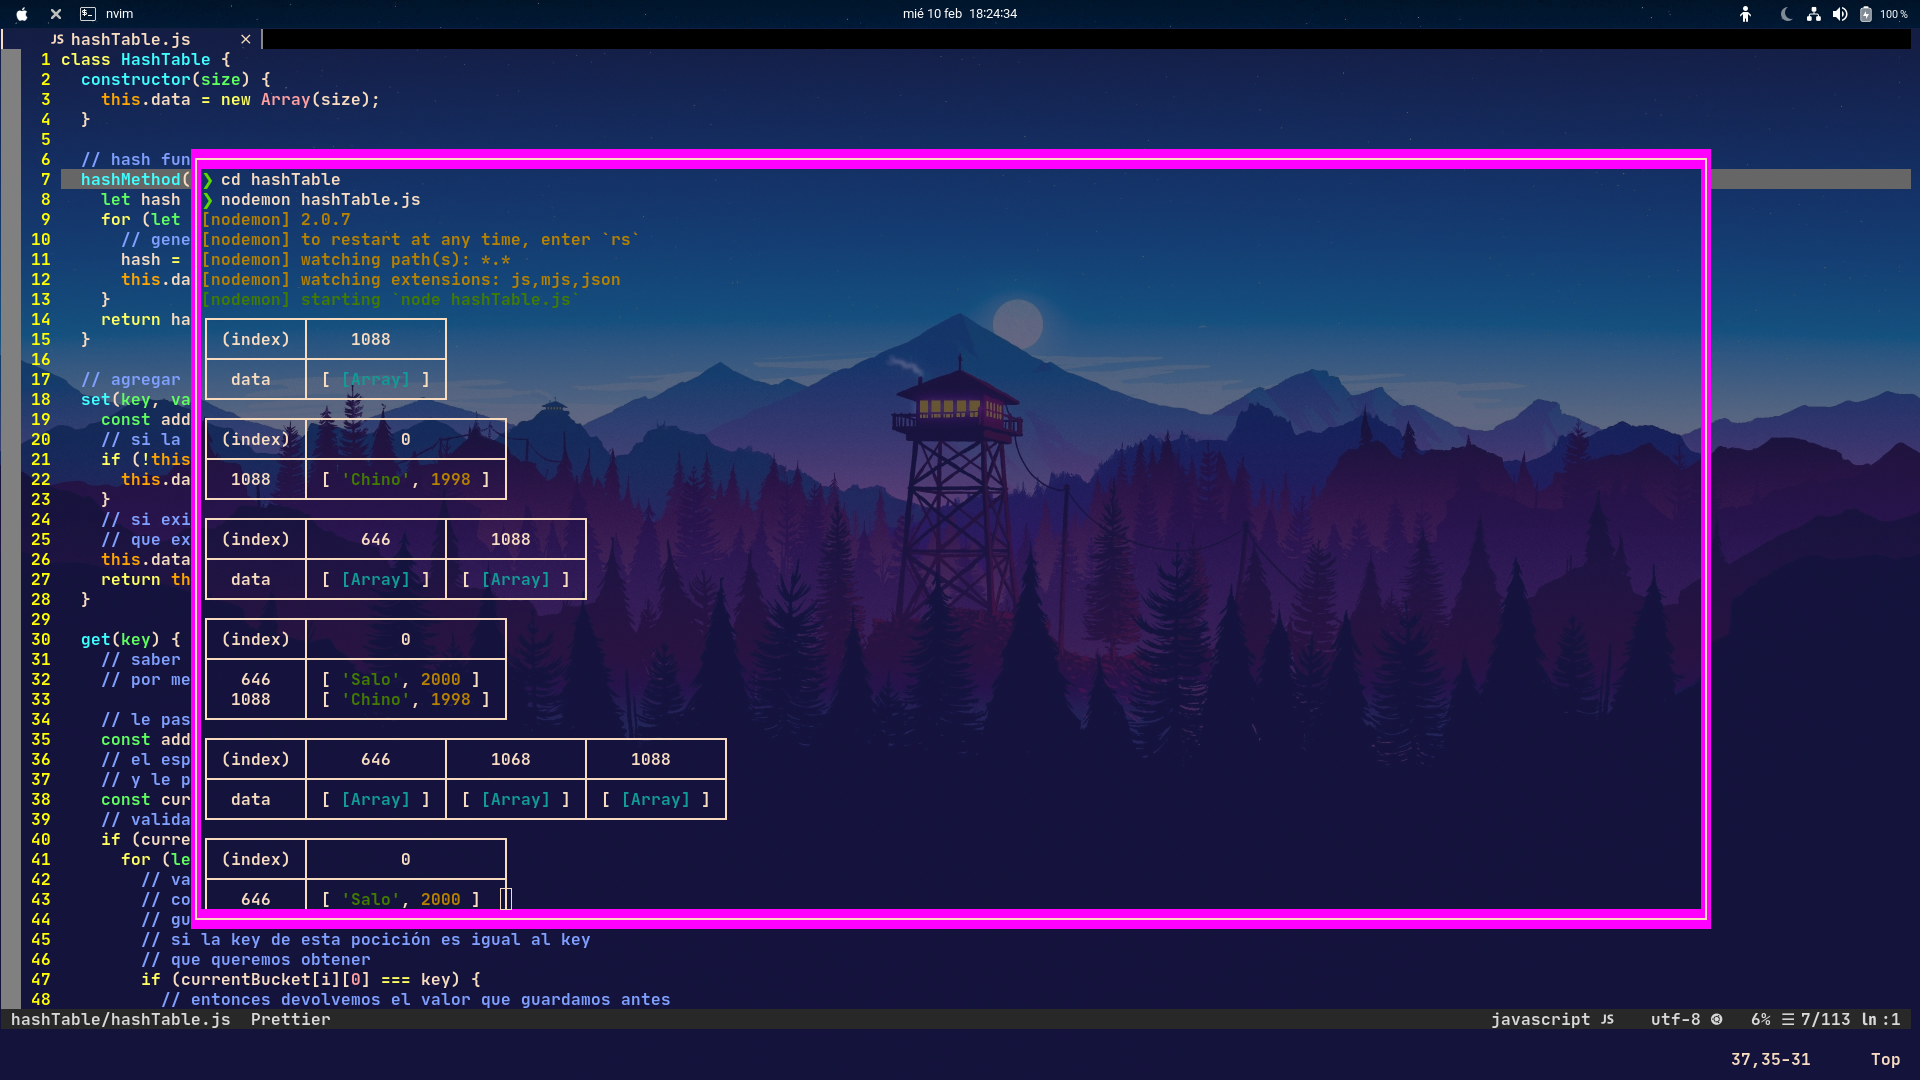 nvim
mié 10 feb 18:24:34
100%
JS hashTable.js ×
1 class HashTable {
2 constructor(size) {
3 this.data = new Array(size);
4 }
5
6 // hash fun
7 hashMethod(
8 let hash
9 for (let
10 // gene
11 hash =
12 this.da
13 }
14 return ha
15 }
16
17 // agregar
18 set(key, va
19 const add
20 // si la
21 if (!this
22 this.da
23 }
24 // si exi
25 // que ex
26 this.data
27 return th
28 }
29
30 get(key) {
31 // saber
32 // por me
33
34 // le pas
35 const add
36 // el esp
37 // y le p
38 const cur
39 // valida
40 if (curre
41 for (le
42 // va
43 // co
44 // gu
45 // si la key de esta pocición es igual al key
46 // que queremos obtener
47 if (currentBucket[i][0] === key) {
48 // entonces devolvemos el valor que guardamos antes
❯ cd hashTable
❯ nodemon hashTable.js
[nodemon] 2.0.7
[nodemon] to restart at any time, enter `rs`
[nodemon] watching path(s): *.*
[nodemon] watching extensions: js,mjs,json
[nodemon] starting `node hashTable.js`
(index) 1088
data [ [Array] ]
(index) 0
1088 [ 'Chino', 1998 ]
(index) 646 1088
data [ [Array] ] [ [Array] ]
(index) 0
646 [ 'Salo', 2000 ]
1088 [ 'Chino', 1998 ]
(index) 646 1068 1088
data [ [Array] ] [ [Array] ] [ [Array] ]
(index) 0
646 [ 'Salo', 2000 ]
hashTable/hashTable.js Prettier
javascript JS utf-8 6% ☰ 7/113 ln :1
37,35-31 Top